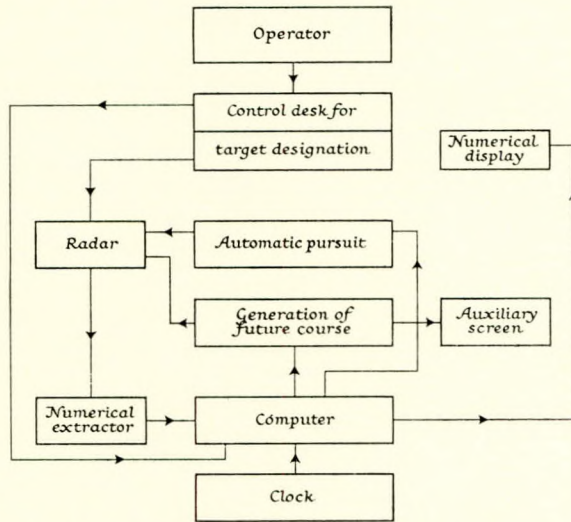 Operator
Control desk for
target designation
Numerical
display
Radar
Automatic pursuit
Generation of
future course
Auxiliary
screen
Numerical
extractor
Computer
Clock